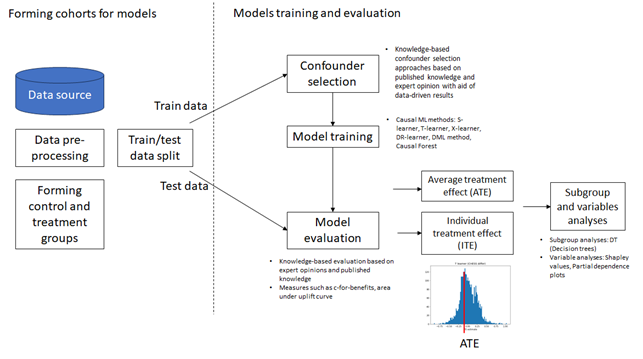 Forming cohorts for models
Models training and evaluation
Data source
Data pre-
processing
Forming
control and
treatment
groups
Train/test
data split
Train data
Test data
Confounder
selection
• Knowledge-based
confounder selection
approaches based on
published knowledge and
expert opinion with aid of
data-driven results
Model training
• Causal ML methods: S-
learner, T-learner, X-learner,
DR-learner, DML method,
Causal Forest
Model
evaluation
• Knowledge-based evaluation based on
expert opinions and published
knowledge
• Measures such as c-for-benefits, area
under uplift curve
Average treatment
effect (ATE)
Individual
treatment effect
(ITE)
ATE
Subgroup
and variables
analyses
• Subgroup analyses: DT
(Decision trees)
• Variable analyses: Shapley
values, Partial dependence
plots